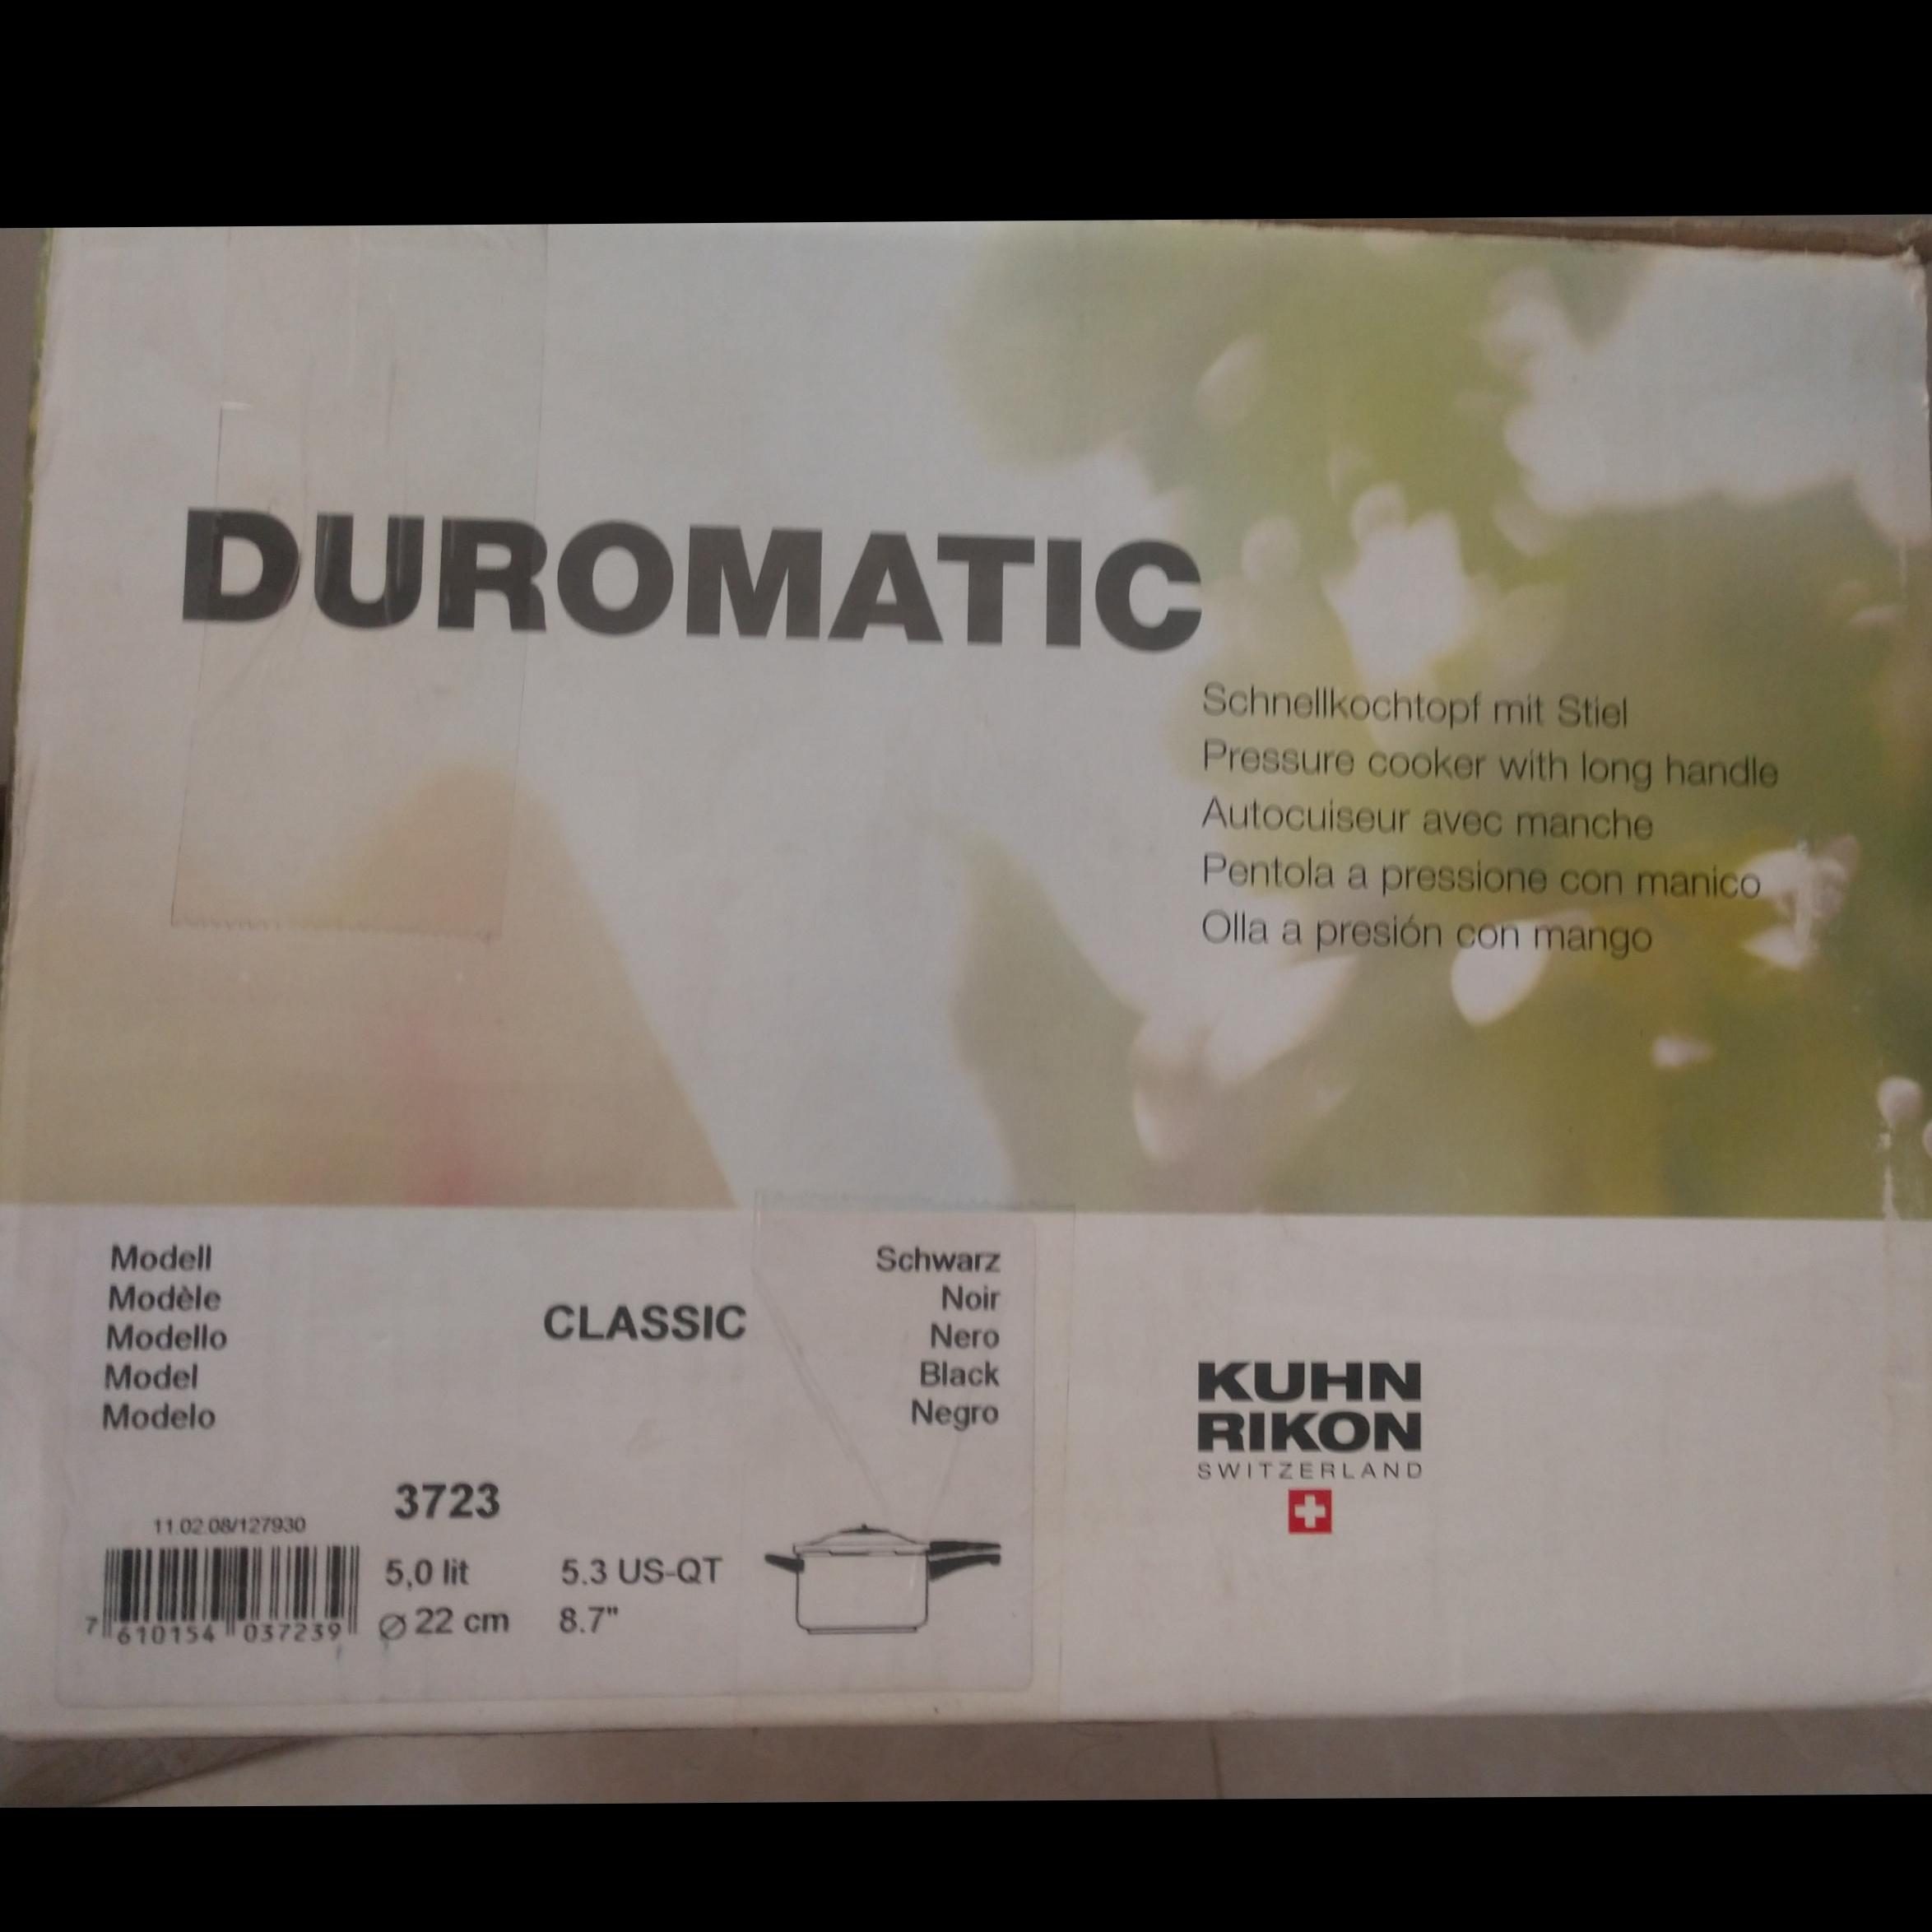 DUROMATIC
Schnellkochtopf mit Stiel
Pressure cooker with long handle
Autocuiseur avec manche
Pentola a pressione con manico
Olla a presión con mango
Modell
Modèle
Modello
Model
Modelo
CLASSIC
Schwarz
Noir
Nero
Black
Negro
3723
11.02.08/127930
7 610154 037239
5,0 lit 5.3 US-QT
Ø 22 cm 8.7"
KUHN
RIKON
SWITZERLAND